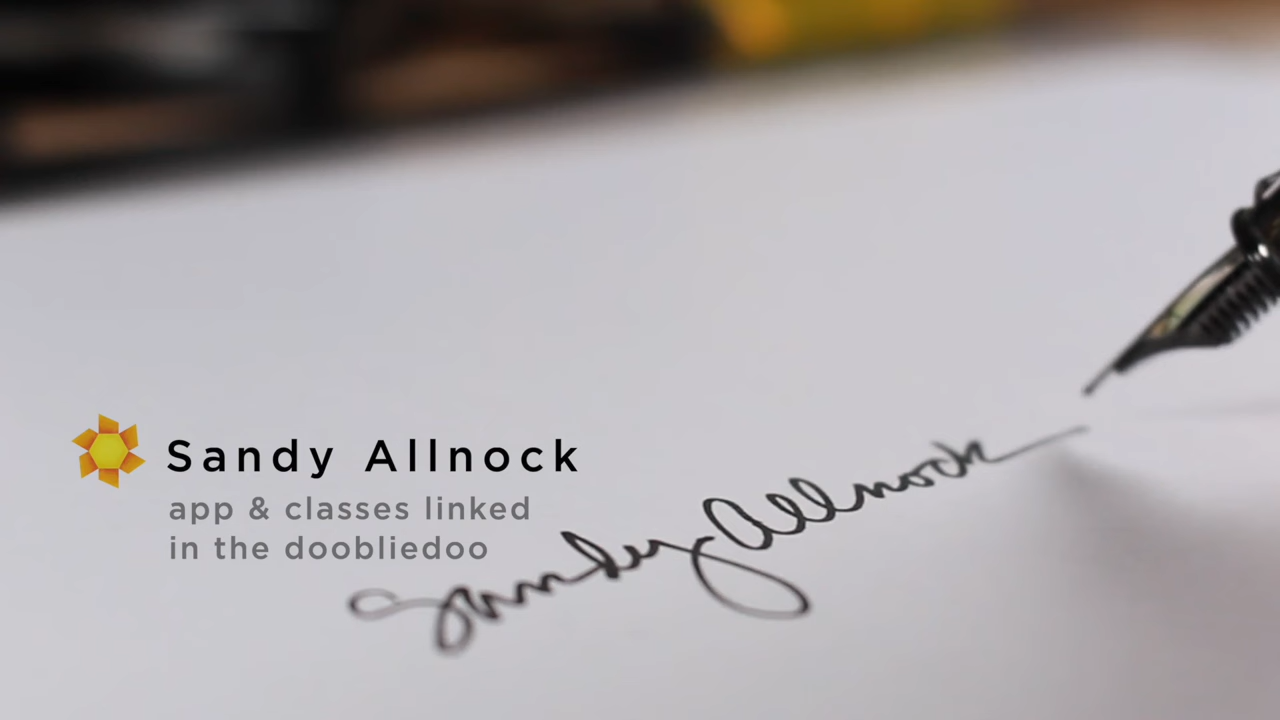 Sandy Allnock
app & classes linked
in the doobliedoo
Sandy Allnock